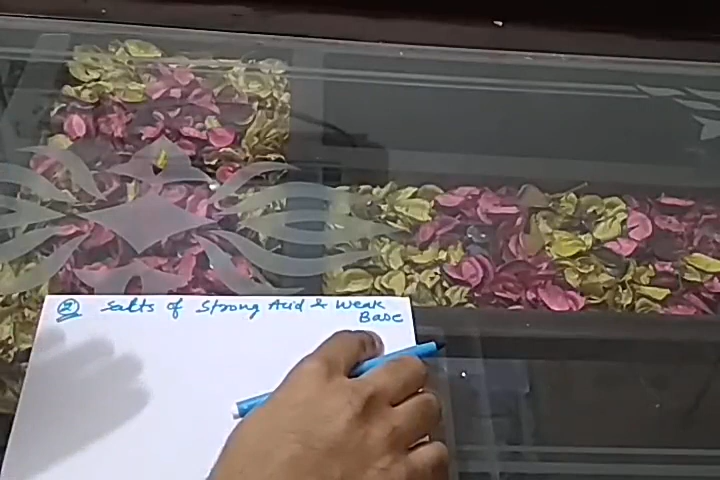 ② Salts of Strong Acid & Weak
Base